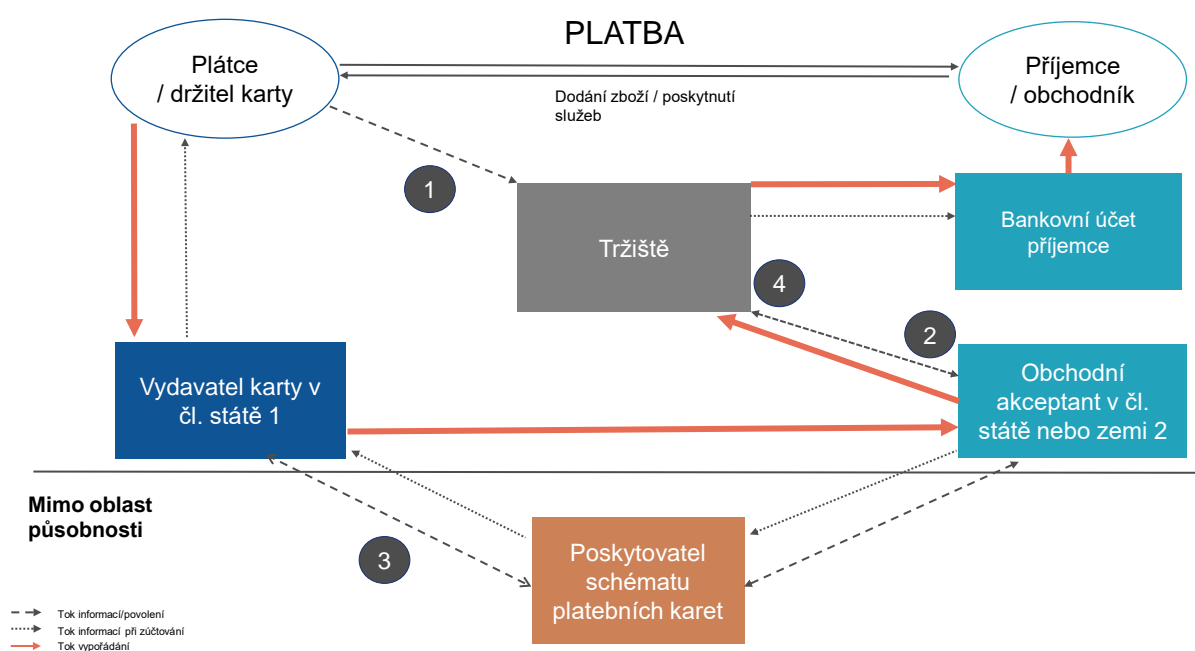 PLATBA
Plátce
/ držitel karty
Příjemce
/ obchodník
Dodání zboží / poskytnutí
služeb
1
Tržiště
Bankovní účet
příjemce
4
2
Vydavatel karty v
čl. státě 1
Obchodní
akceptant v čl.
státě nebo zemi 2
Mimo oblast
působnosti
3
Poskytovatel
schématu
platebních karet
Tok informací/povolení
Tok informací při zúčtování
Tok vypořádání